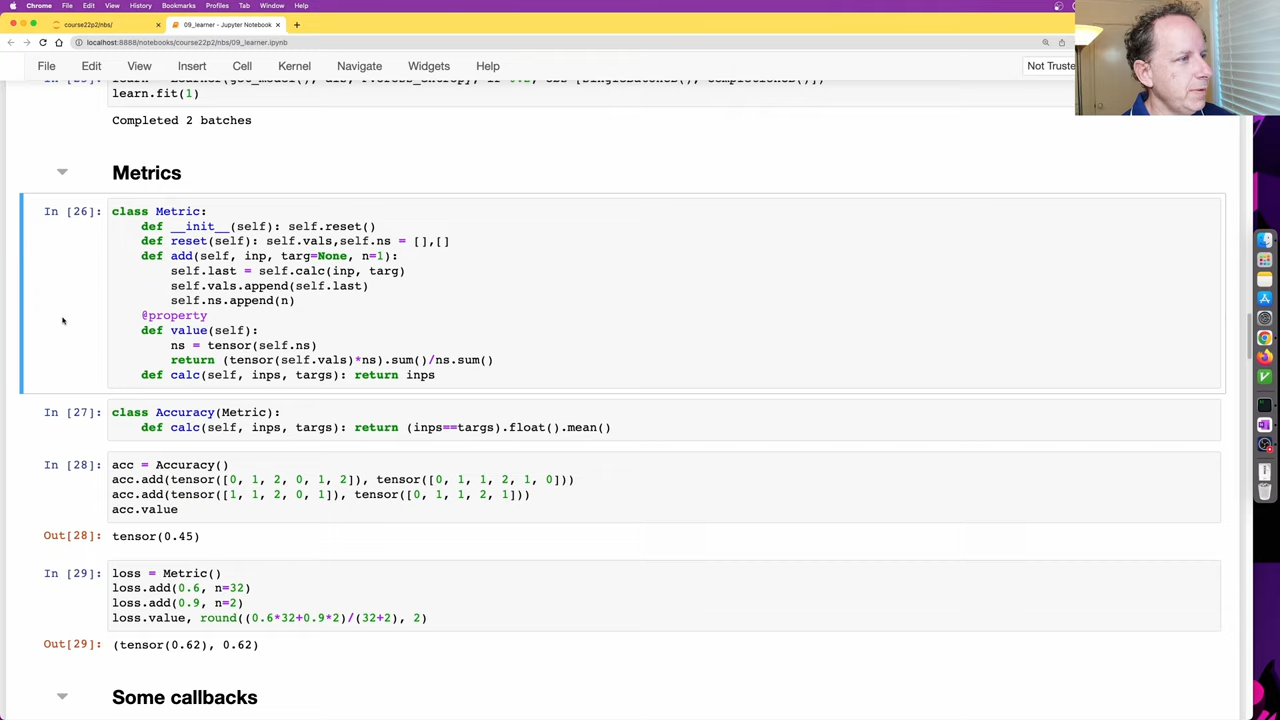 Chrome File Edit View History Bookmarks Profiles Tab Window Help
course22p2/nbs/
09_learner - Jupyter Notebook
localhost:8888/notebooks/course22p2/nbs/09_learner.ipynb
File Edit View Insert Cell Kernel Navigate Widgets Help
Not Truste
learn.fit(1)
Completed 2 batches
Metrics
In [26]:
class Metric:
def __init__(self): self.reset()
def reset(self): self.vals,self.ns = [],[]
def add(self, inp, targ=None, n=1):
self.last = self.calc(inp, targ)
self.vals.append(self.last)
self.ns.append(n)
@property
def value(self):
ns = tensor(self.ns)
return (tensor(self.vals)*ns).sum()/ns.sum()
def calc(self, inps, targs): return inps
In [27]:
class Accuracy(Metric):
def calc(self, inps, targs): return (inps==targs).float().mean()
In [28]:
acc = Accuracy()
acc.add(tensor([0, 1, 2, 0, 1, 2]), tensor([0, 1, 1, 2, 1, 0]))
acc.add(tensor([1, 1, 2, 0, 1]), tensor([0, 1, 1, 2, 1]))
acc.value
Out[28]: tensor(0.45)
In [29]:
loss = Metric()
loss.add(0.6, n=32)
loss.add(0.9, n=2)
loss.value, round((0.6*32+0.9*2)/(32+2), 2)
Out[29]: (tensor(0.62), 0.62)
Some callbacks